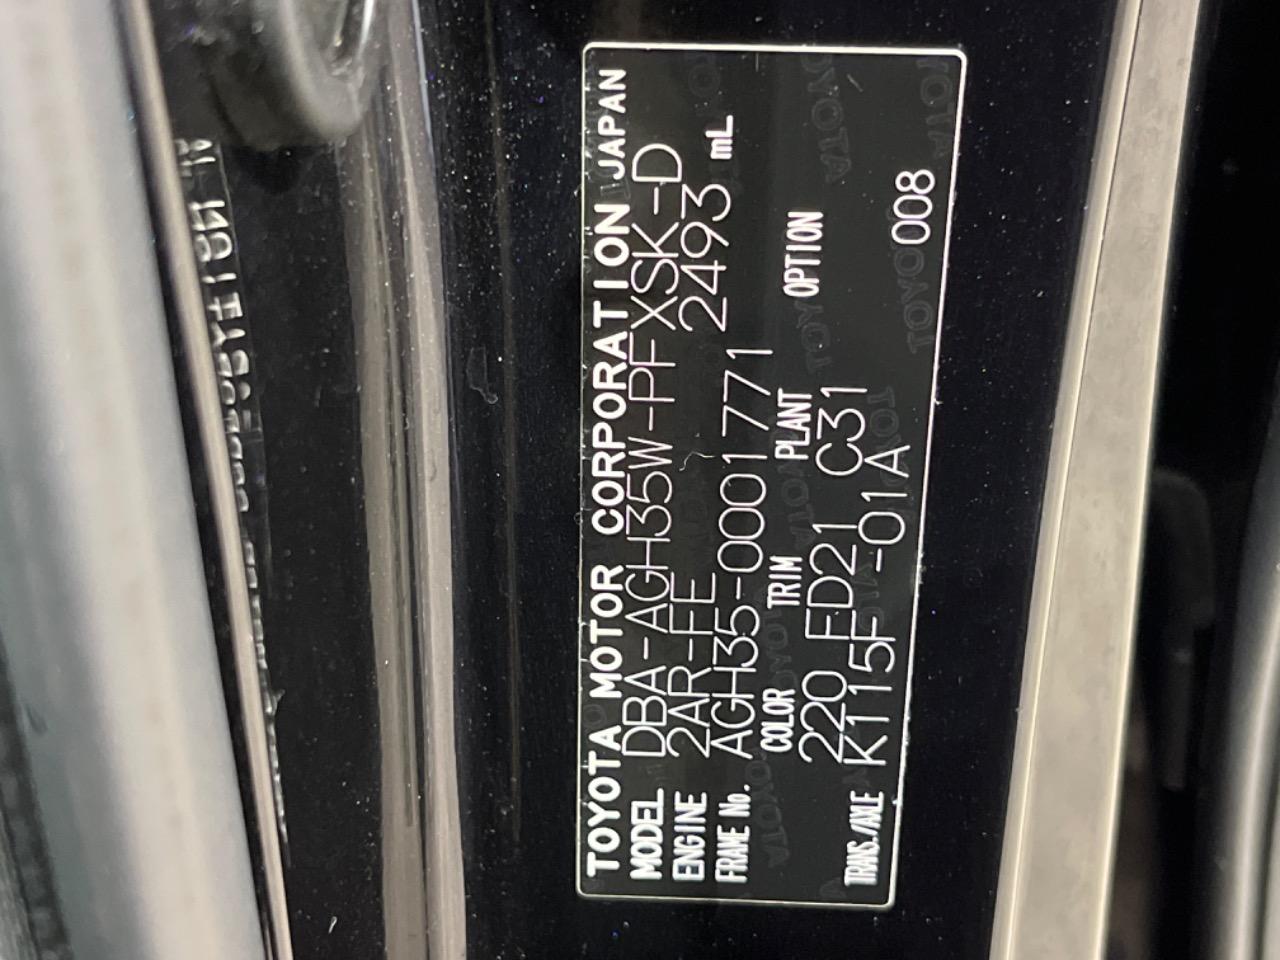 TOYOTA MOTOR CORPORATION JAPAN
MODEL DBA-AGH35W-PFXSK-D
ENGINE 2AR-FE 2493 mL
FRAME No. AGH35-0001771
COLOR TRIM PLANT OPTION
220 FD21 C31
TRANS./AXLE K115F -01A 008